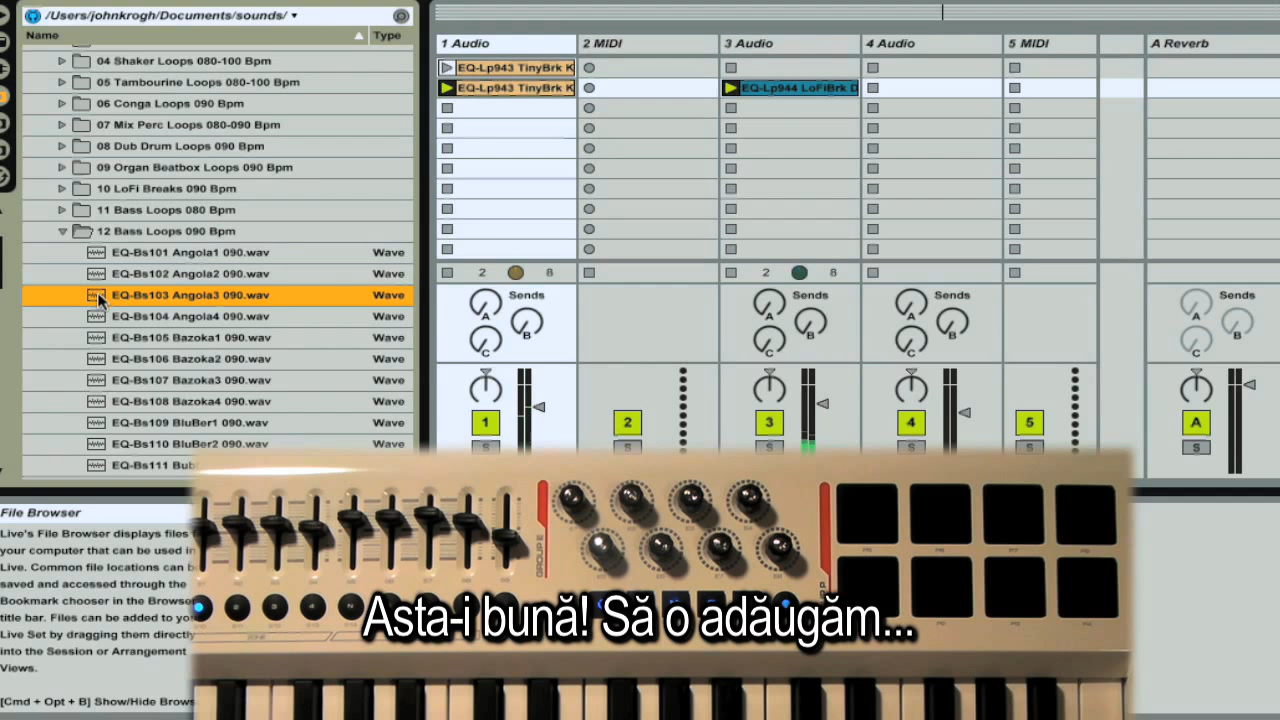 /Users/johnkrogh/Documents/sounds/
Name Type
04 Shaker Loops 080-100 Bpm
05 Tambourine Loops 080-100 Bpm
06 Conga Loops 090 Bpm
07 Mix Perc Loops 080-090 Bpm
08 Dub Drum Loops 090 Bpm
09 Organ Beatbox Loops 090 Bpm
10 LoFi Breaks 090 Bpm
11 Bass Loops 080 Bpm
12 Bass Loops 090 Bpm
EQ-Bs101 Angola1 090.wav Wave
EQ-Bs102 Angola2 090.wav Wave
EQ-Bs103 Angola3 090.wav Wave
EQ-Bs104 Angola4 090.wav Wave
EQ-Bs105 Bazoka1 090.wav Wave
EQ-Bs106 Bazoka2 090.wav Wave
EQ-Bs107 Bazoka3 090.wav Wave
EQ-Bs108 Bazoka4 090.wav Wave
EQ-Bs109 BluBer1 090.wav Wave
EQ-Bs110 BluBer2 090.wav Wave
EQ-Bs111
1 Audio 2 MIDI 3 Audio 4 Audio 5 MIDI A Reverb
EQ-Lp943 TinyBrk K
EQ-Lp943 TinyBrk K EQ-Lp944 LoFiBrk D
2 8 2 8
Sends Sends Sends Sends
A B C A B C A B C A B C
1 2 3 4 5 A
S S S S S S
File Browser
Live's File Browser displays files
your computer that can be used in
Live. Common file locations can b
saved and accessed through the
Bookmark chooser in the Browser
title bar. Files can be added to you
Live Set by dragging them directly
into the Session or Arrangement
Views.
[Cmd + Opt + B] Show/Hide Brows
GROUP E
Asta-i bună! Să o adăugăm...